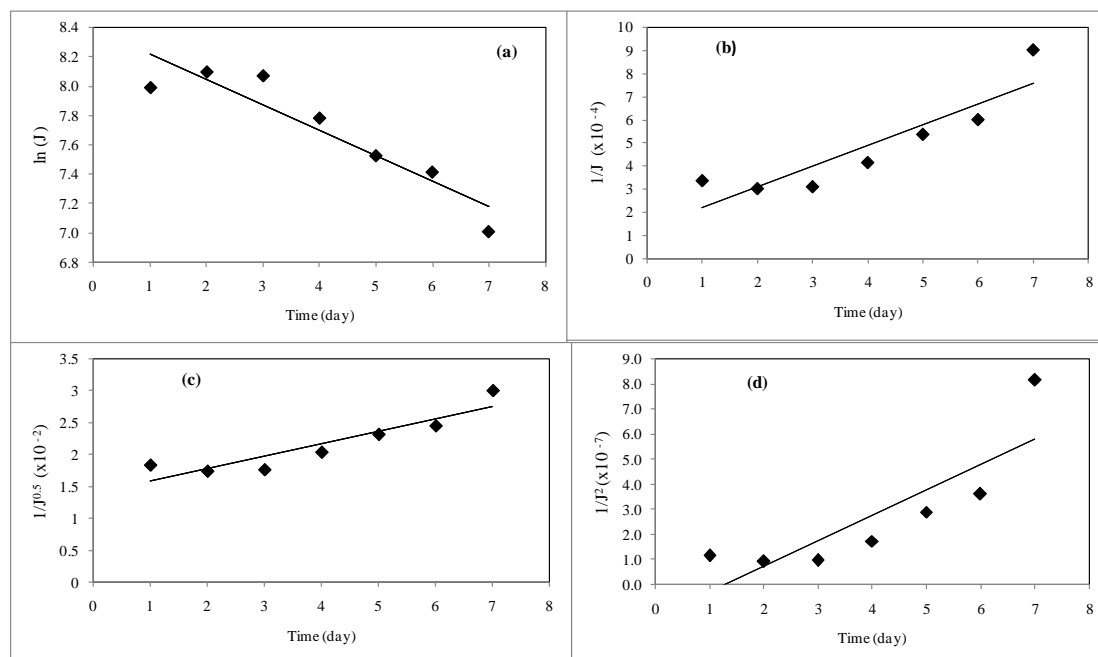 (a)
ln (J)
8.4
8.2
8.0
7.8
7.6
7.4
7.2
7.0
6.8
0 1 2 3 4 5 6 7 8
Time (day)
(b)
1/J (x10 -4)
10
9
8
7
6
5
4
3
2
1
0
0 1 2 3 4 5 6 7 8
Time (day)
(c)
1/J0.5 (x10 -2)
3.5
3
2.5
2
1.5
1
0.5
0
0 1 2 3 4 5 6 7 8
Time (day)
(d)
1/J2 (x10 -7)
9.0
8.0
7.0
6.0
5.0
4.0
3.0
2.0
1.0
0.0
0 1 2 3 4 5 6 7 8
Time (day)